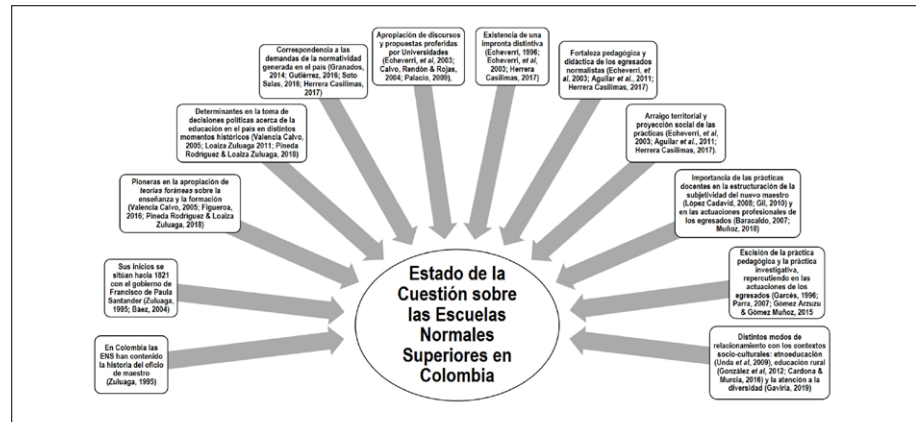 En Colombia las ENS han contenido
la historia del oficio de
maestro (Zuluaga, 1995)
Sus inicios se
sitúan hacia 1821
con el gobierno de
Francisco de Paula
Santander (Zuluaga,
1995; Báez, 2004)
Pioneras en la apropiación de
teorías foráneas sobre la
enseñanza y la formación
(Valencia Calvo, 2005; Figueroa,
2016; Pineda Rodríguez & Loaiza
Zuluaga, 2018)
Determinantes en la toma de
decisiones políticas acerca de la
educación en el país en distintos
momentos históricos (Valencia Calvo,
2005; Loaiza Zuluaga 2011; Pineda
Rodríguez & Loaiza Zuluaga, 2018)
Correspondencia a las
demandas de la normatividad
generada en el país (Granados,
2014; Gutiérrez, 2016; Soto
Salas, 2016; Herrera Casilimas,
2017)
Apropiación de discursos
y propuestas proferidas
por Universidades
(Echeverri, et al, 2003;
Calvo, Rendón & Rojas,
2004; Palacio, 2009),
Existencia de una
impronta distintiva
(Echeverri, 1996;
Echeverri, et al,
2003; Herrera
Casilimas, 2017)
Fortaleza pedagógica y
didáctica de los egresados
normalistas (Echeverri, et
al, 2003; Aguilar et al., 2011;
Herrera Casilimas, 2017)
Arraigo territorial y
proyección social de las
prácticas (Echeverri, et al,
2003; Aguilar et al., 2011;
Herrera Casilimas, 2017).
Importancia de las prácticas
docentes en la estructuración de la
subjetividad del nuevo maestro
(López Cadavid, 2008; Gil, 2010) y
en las actuaciones profesionales de
los egresados (Baracaldo, 2007;
Muñoz, 2018)
Escisión de la práctica
pedagógica y la práctica
investigativa,
repercutiendo en las
actuaciones de los
egresados (Garcés, 1996;
Parra, 2007; Gómez Arzuzu
& Gómez Muñoz, 2015
Distintos modos de
relacionamiento con los contextos
socio-culturales: etnoeducación
(Unda et al, 2009), educación rural
(González et al, 2012; Cardona &
Murcia, 2016) y la atención a la
diversidad (Gaviria, 2019)
Estado de la
Cuestión sobre
las Escuelas
Normales
Superiores en
Colombia